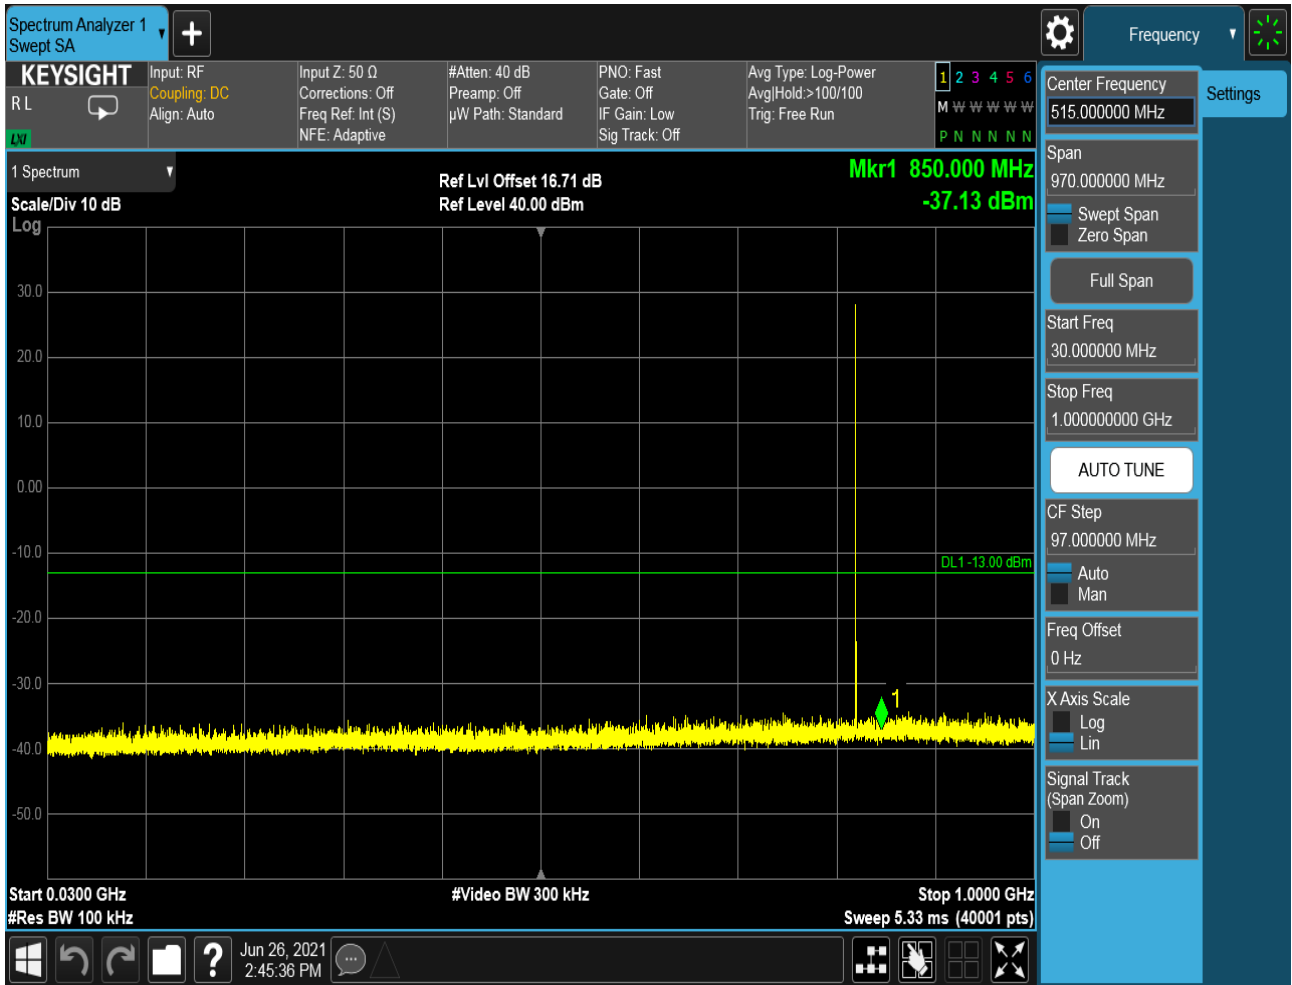 Spectrum Analyzer 1
Swept SA
Frequency
KEYSIGHT
R L
LXI
Input: RF
Coupling: DC
Align: Auto
Input Z: 50 Ω
Corrections: Off
Freq Ref: Int (S)
NFE: Adaptive
#Atten: 40 dB
Preamp: Off
µW Path: Standard
PNO: Fast
Gate: Off
IF Gain: Low
Sig Track: Off
Avg Type: Log-Power
Avg|Hold:>100/100
Trig: Free Run
1 2 3 4 5 6
M W W W W W
P N N N N N
1 Spectrum
Scale/Div 10 dB
Log
Ref Lvl Offset 16.71 dB
Ref Level 40.00 dBm
Mkr1 850.000 MHz
-37.13 dBm
30.0
20.0
10.0
0.00
-10.0
DL1 -13.00 dBm
-20.0
-30.0
1
-40.0
-50.0
Start 0.0300 GHz
#Video BW 300 kHz
Stop 1.0000 GHz
#Res BW 100 kHz
Sweep 5.33 ms (40001 pts)
Jun 26, 2021
2:45:36 PM
Center Frequency
515.000000 MHz
Settings
Span
970.000000 MHz
Swept Span
Zero Span
Full Span
Start Freq
30.000000 MHz
Stop Freq
1.000000000 GHz
AUTO TUNE
CF Step
97.000000 MHz
Auto
Man
Freq Offset
0 Hz
X Axis Scale
Log
Lin
Signal Track
(Span Zoom)
On
Off